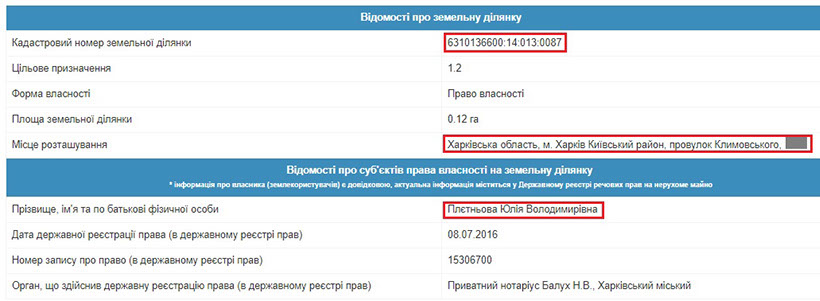 Відомості про земельну ділянку
Кадастровий номер земельної ділянки 6310136600:14:013:0087
Цільове призначення 1.2
Форма власності Право власності
Площа земельної ділянки 0.12 га
Місце розташування Харківська область, м. Харків Київський район, провулок Климовського,
Відомості про суб'єктів права власності на земельну ділянку
* інформація про власника (землекористувачів) є довідковою, актуальна інформація міститься у Державному реєстрі речових прав на нерухоме майно
Прізвище, ім'я та по батькові фізичної особи Плєтньова Юлія Володимирівна
Дата державної реєстрації права (в державному реєстрі прав) 08.07.2016
Номер запису про право (в державному реєстрі прав) 15306700
Орган, що здійснив державну реєстрацію права (в державному реєстрі прав) Приватний нотаріус Балух Н.В., Харківський міський